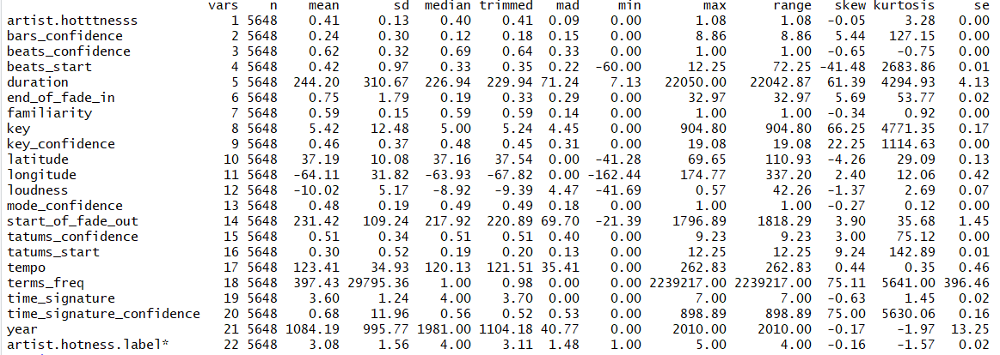 vars n mean sd median trimmed mad min max range skew kurtosis se
artist.hotttnesss 1 5648 0.41 0.13 0.40 0.41 0.09 0.00 1.08 1.08 -0.05 3.28 0.00
bars_confidence 2 5648 0.24 0.30 0.12 0.18 0.15 0.00 8.86 8.86 5.44 127.15 0.00
beats_confidence 3 5648 0.62 0.32 0.69 0.64 0.33 0.00 1.00 1.00 -0.65 -0.75 0.00
beats_start 4 5648 0.42 0.97 0.33 0.35 0.22 -60.00 12.25 72.25 -41.48 2683.86 0.01
duration 5 5648 244.20 310.67 226.94 229.94 71.24 7.13 22050.00 22042.87 61.39 4294.93 4.13
end_of_fade_in 6 5648 0.75 1.79 0.19 0.33 0.29 0.00 32.97 32.97 5.69 53.77 0.02
familiarity 7 5648 0.59 0.15 0.59 0.59 0.14 0.00 1.00 1.00 -0.34 0.92 0.00
key 8 5648 5.42 12.48 5.00 5.24 4.45 0.00 904.80 904.80 66.25 4771.35 0.17
key_confidence 9 5648 0.46 0.37 0.48 0.45 0.31 0.00 19.08 19.08 22.25 1114.63 0.00
latitude 10 5648 37.19 10.08 37.16 37.54 0.00 -41.28 69.65 110.93 -4.26 29.09 0.13
longitude 11 5648 -64.11 31.82 -63.93 -67.82 0.00 -162.44 174.77 337.20 2.40 12.06 0.42
loudness 12 5648 -10.02 5.17 -8.92 -9.39 4.47 -41.69 0.57 42.26 -1.37 2.69 0.07
mode_confidence 13 5648 0.48 0.19 0.49 0.49 0.18 0.00 1.00 1.00 -0.27 0.12 0.00
start_of_fade_out 14 5648 231.42 109.24 217.92 220.89 69.70 -21.39 1796.89 1818.29 3.90 35.68 1.45
tatums_confidence 15 5648 0.51 0.34 0.51 0.51 0.40 0.00 9.23 9.23 3.00 75.12 0.00
tatums_start 16 5648 0.30 0.52 0.19 0.20 0.13 0.00 12.25 12.25 9.24 142.89 0.01
tempo 17 5648 123.41 34.93 120.13 121.51 35.41 0.00 262.83 262.83 0.44 0.35 0.46
terms_freq 18 5648 397.43 29795.36 1.00 0.98 0.00 0.00 2239217.00 2239217.00 75.11 5641.00 396.46
time_signature 19 5648 3.60 1.24 4.00 3.70 0.00 0.00 7.00 7.00 -0.63 1.45 0.02
time_signature_confidence 20 5648 0.68 11.96 0.56 0.52 0.53 0.00 898.89 898.89 75.00 5630.06 0.16
year 21 5648 1084.19 995.77 1981.00 1104.18 40.77 0.00 2010.00 2010.00 -0.17 -1.97 13.25
artist.hotness.label* 22 5648 3.08 1.56 4.00 3.11 1.48 1.00 5.00 4.00 -0.16 -1.57 0.02